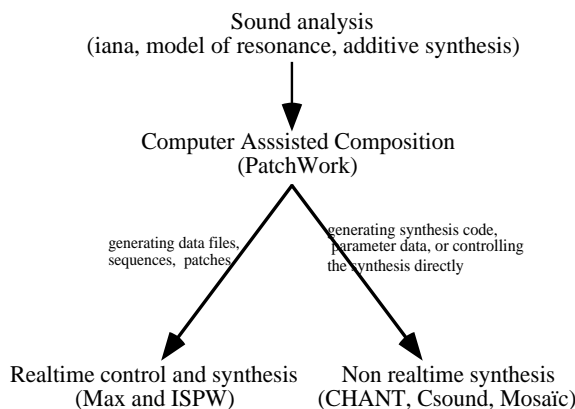 Sound analysis
(iana, model of resonance, additive synthesis)
Computer Asssisted Composition
(PatchWork)
generating data files,
sequences, patches
generating synthesis code,
parameter data, or controlling
the synthesis directly
Realtime control and synthesis
(Max and ISPW)
Non realtime synthesis
(CHANT, Csound, Mosaïc)